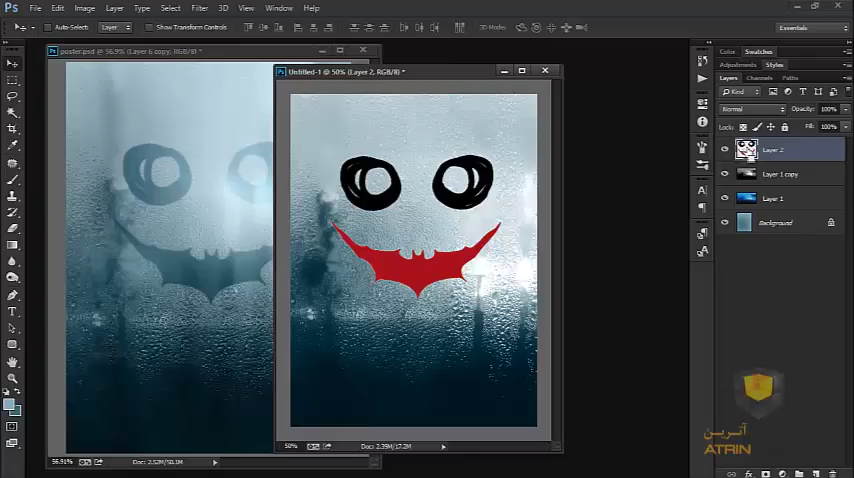 Ps File Edit Image Layer Type Select Filter 3D View Window Help
Auto-Select: Layer Show Transform Controls 3D Mode: Essentials
poster.psd @ 56.9% (Layer 6 copy, RGB/8) *
Untitled-1 @ 50% (Layer 2, RGB/8) *
Color Swatches
Adjustments Styles
Layers Channels Paths
Kind
Normal Opacity: 100%
Lock: Fill: 100%
Layer 2
Layer 1 copy
Layer 1
Background
آترین
ATRIN
50% Doc: 2.39M/17.2M
56.91% Doc: 2.52M/50.1M